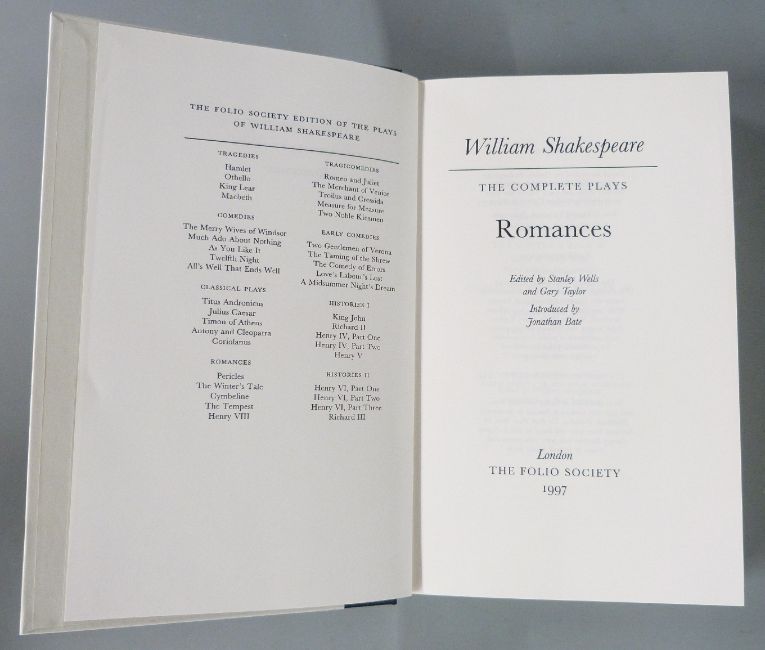 THE FOLIO SOCIETY EDITION OF THE PLAYS
OF WILLIAM SHAKESPEARE
TRAGEDIES
Hamlet
Othello
King Lear
Macbeth
COMEDIES
The Merry Wives of Windsor
Much Ado About Nothing
As You Like It
Twelfth Night
All's Well That Ends Well
CLASSICAL PLAYS
Titus Andronicus
Julius Caesar
Timon of Athens
Antony and Cleopatra
Coriolanus
ROMANCES
Pericles
The Winter's Tale
Cymbeline
The Tempest
Henry VIII
TRAGICOMEDIES
Romeo and Juliet
The Merchant of Venice
Troilus and Cressida
Measure for Measure
Two Noble Kinsmen
EARLY COMEDIES
Two Gentlemen of Verona
The Taming of the Shrew
The Comedy of Errors
Love's Labour's Lost
A Midsummer Night's Dream
HISTORIES I
King John
Richard II
Henry IV, Part One
Henry IV, Part Two
Henry V
HISTORIES II
Henry VI, Part One
Henry VI, Part Two
Henry VI, Part Three
Richard III
William Shakespeare
THE COMPLETE PLAYS
Romances
Edited by Stanley Wells
and Gary Taylor
Introduced by
Jonathan Bate
London
THE FOLIO SOCIETY
1997